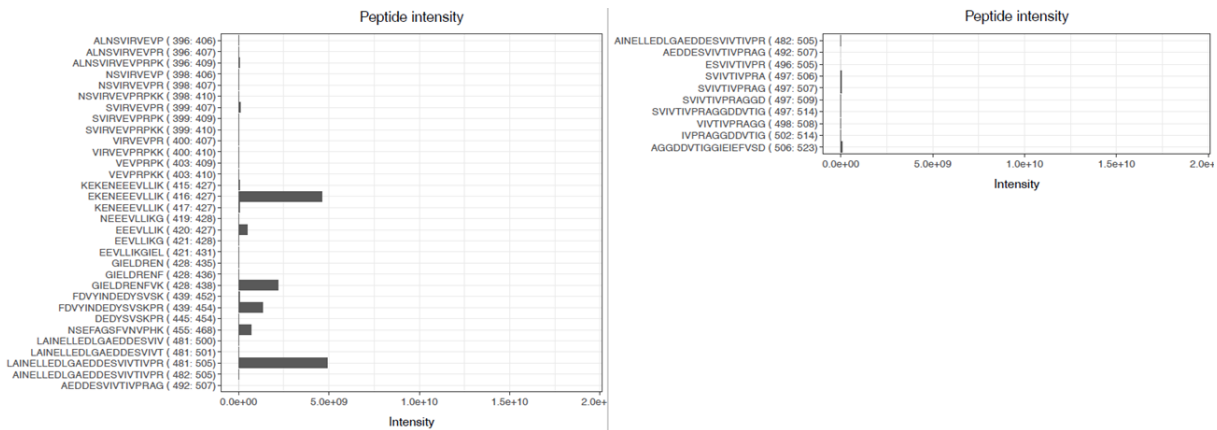 Peptide intensity
ALNSVIRVEVP ( 396: 406)
ALNSVIRVEVPR ( 396: 407)
ALNSVIRVEVPRPK ( 396: 409)
NSVIRVEVP ( 398: 406)
NSVIRVEVPR ( 398: 407)
NSVIRVEVPRPKK ( 398: 410)
SVIRVEVPR ( 399: 407)
SVIRVEVPRPK ( 399: 409)
SVIRVEVPRPKK ( 399: 410)
VIRVEVPR ( 400: 407)
VIRVEVPRPKK ( 400: 410)
VEVPRPK ( 403: 409)
VEVPRPKK ( 403: 410)
KEKENEEEVLLIK ( 415: 427)
EKENEEEVLLIK ( 416: 427)
KENEEEVLLIK ( 417: 427)
NEEEVLLIKG ( 419: 428)
EEEVLLIK ( 420: 427)
EEVLLIKG ( 421: 428)
EEVLLIKGIEL ( 421: 431)
GIELDREN ( 428: 435)
GIELDRENF ( 428: 436)
GIELDRENFVK ( 428: 438)
FDVYINDEDYSVSK ( 439: 452)
FDVYINDEDYSVSKPR ( 439: 454)
DEDYSVSKPR ( 445: 454)
NSEFAGSFVNVPHK ( 455: 468)
LAINELLEDLGAEDDESVIV ( 481: 500)
LAINELLEDLGAEDDESVIVT ( 481: 501)
LAINELLEDLGAEDDESVIVTIVPR ( 481: 505)
AINELLEDLGAEDDESVIVTIVPR ( 482: 505)
AEDDESVIVTIVPRAG ( 492: 507)
0.0e+00 5.0e+09 1.0e+10 1.5e+10 2.0e+
Intensity
Peptide intensity
AINELLEDLGAEDDESVIVTIVPR ( 482: 505)
AEDDESVIVTIVPRAG ( 492: 507)
ESVIVTIVPR ( 496: 505)
SVIVTIVPRA ( 497: 506)
SVIVTIVPRAG ( 497: 507)
SVIVTIVPRAGGD ( 497: 509)
SVIVTIVPRAGGDDVTIG ( 497: 514)
VIVTIVPRAGG ( 498: 508)
IVPRAGGDDVTIG ( 502: 514)
AGGDDVTIGGIEIEFVSD ( 506: 523)
0.0e+00 5.0e+09 1.0e+10 1.5e+10 2.0e+
Intensity